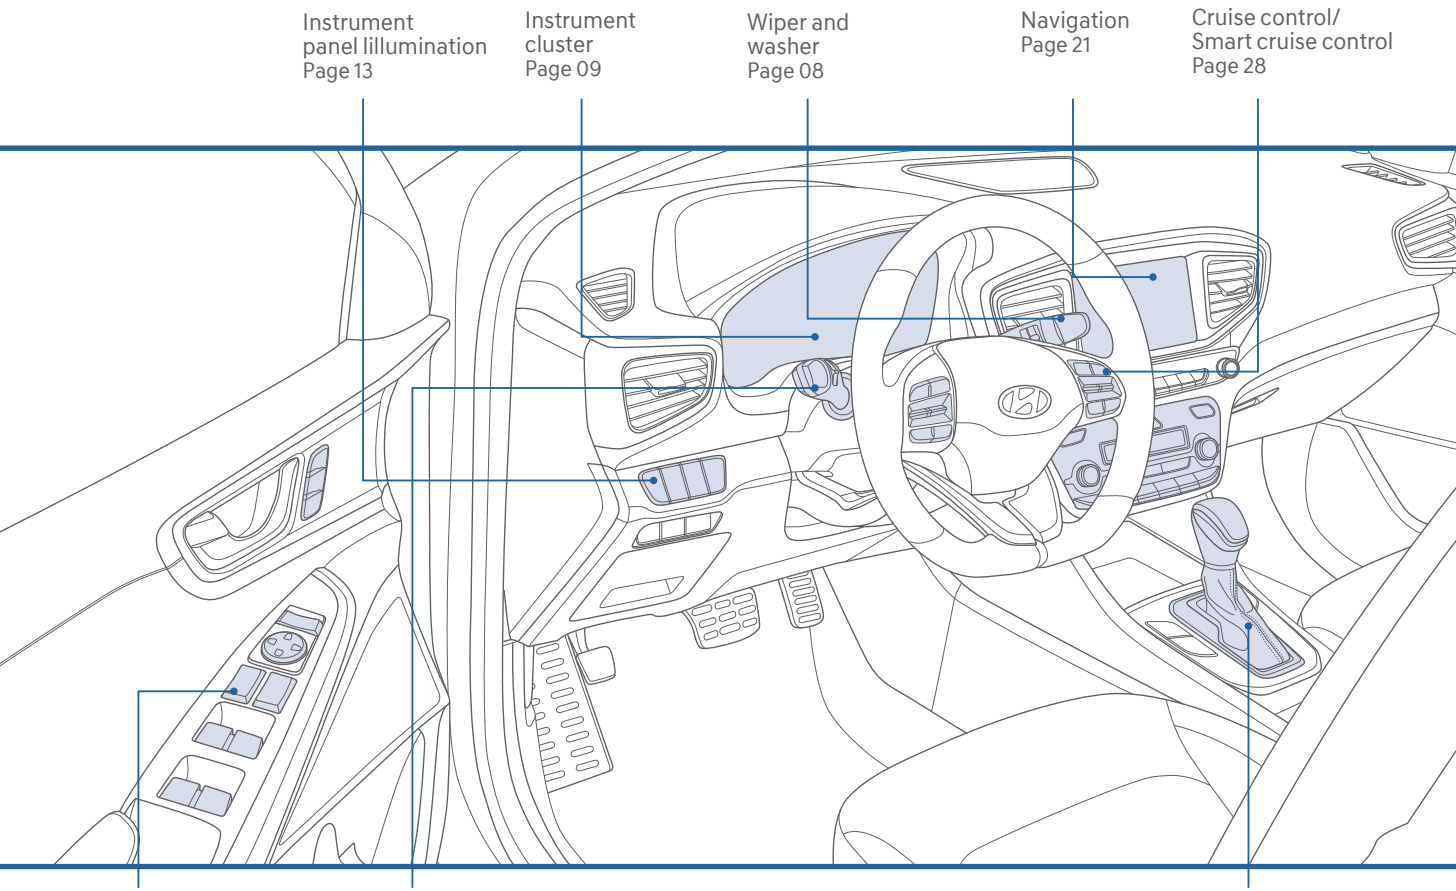 Instrument
panel lillumination
Page 13
Instrument
cluster
Page 09
Wiper and
washer
Page 08
Navigation
Page 21
Cruise control/
Smart cruise control
Page 28